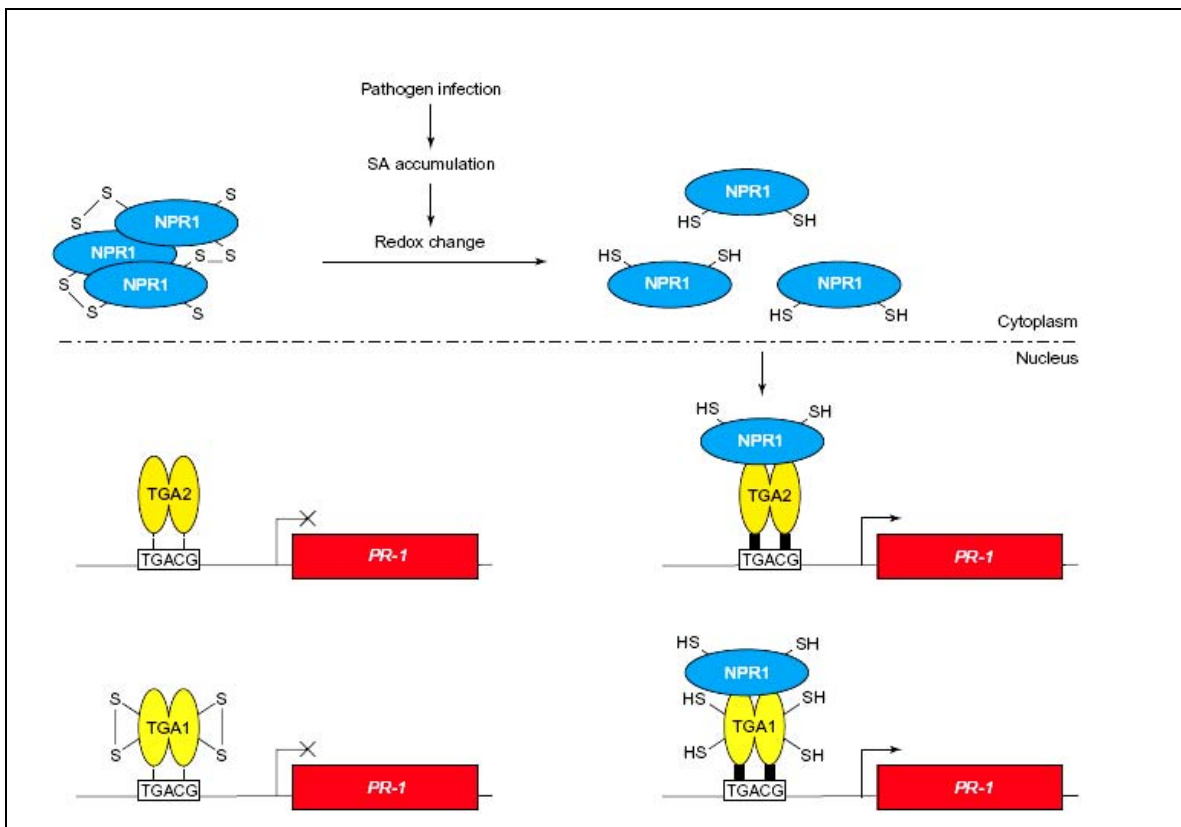 Pathogen infection
SA accumulation
Redox change
S
S
S
NPR1
NPR1
S
S
NPR1
S
S
S
NPR1
HS
SH
HS
SH
NPR1
NPR1
HS
SH
Cytoplasm
Nucleus
HS
SH
NPR1
TGA2
TGACG
PR-1
TGA2
TGACG
PR-1
S
S
TGA1
S
S
TGACG
PR-1
HS
SH
NPR1
HS
SH
TGA1
HS
SH
TGACG
PR-1